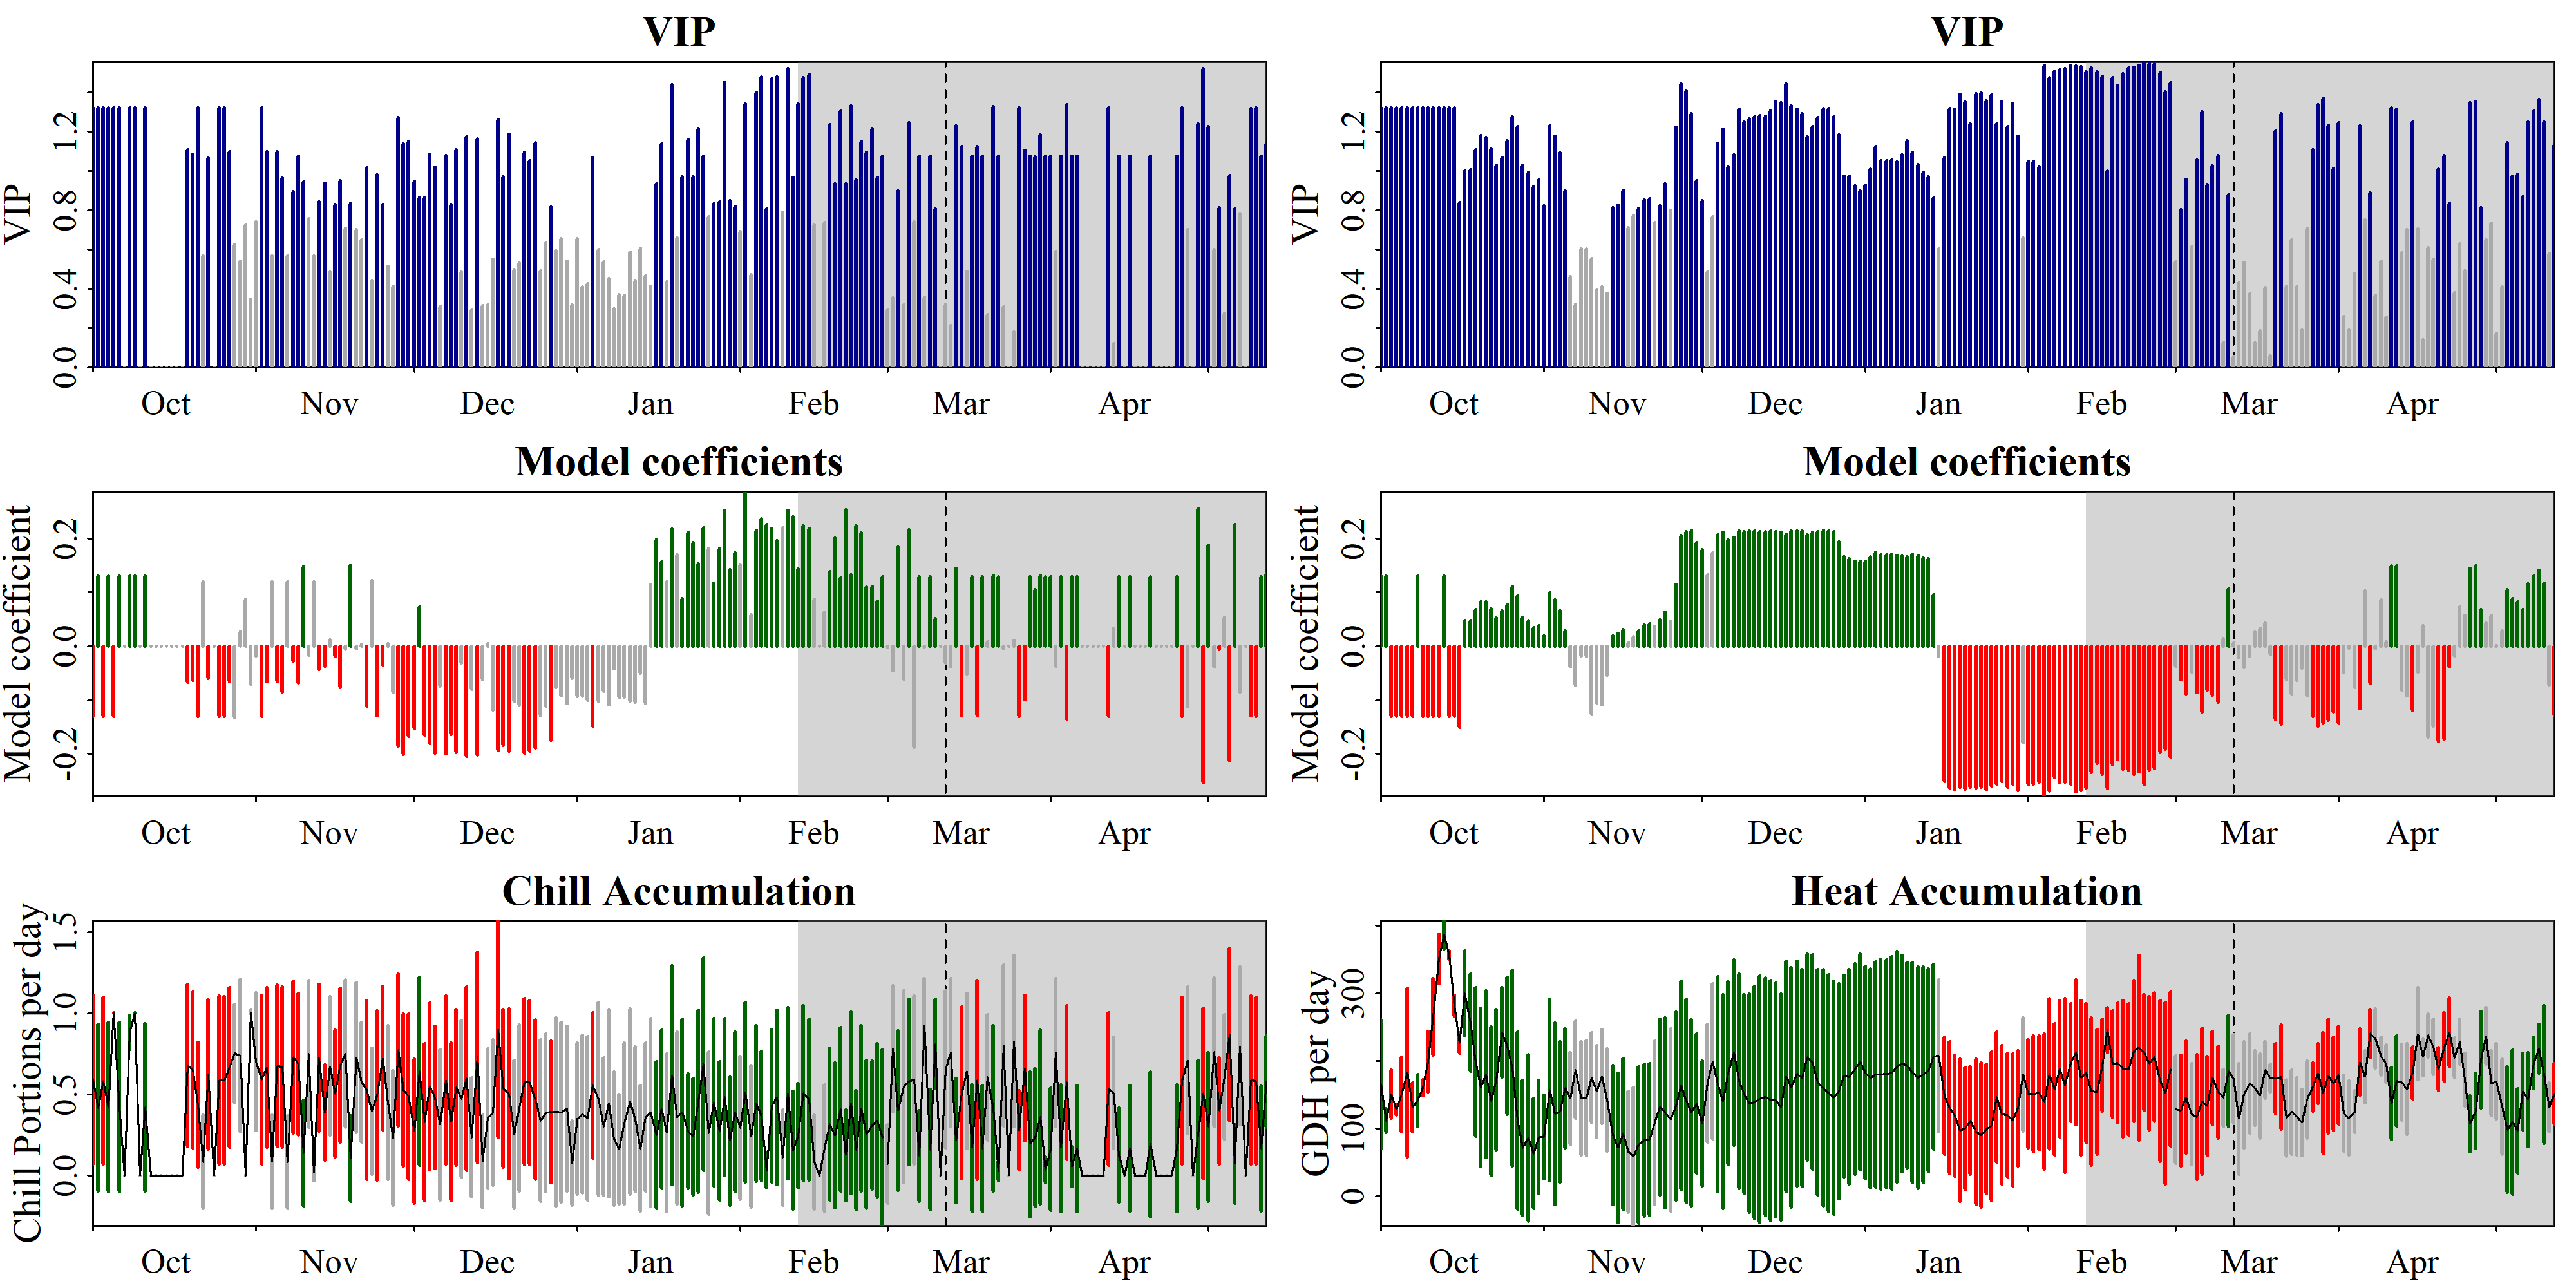 VIP
VIP
0.0 0.4 0.8 1.2
Oct Nov Dec Jan Feb Mar Apr
VIP
VIP
0.0 0.4 0.8 1.2
Oct Nov Dec Jan Feb Mar Apr
Model coefficients
Model coefficient
-0.2 0.0 0.2
Oct Nov Dec Jan Feb Mar Apr
Model coefficients
Model coefficient
-0.2 0.0 0.2
Oct Nov Dec Jan Feb Mar Apr
Chill Accumulation
Chill Portions per day
0.0 0.5 1.0 1.5
Oct Nov Dec Jan Feb Mar Apr
Heat Accumulation
GDH per day
0 100 300
Oct Nov Dec Jan Feb Mar Apr